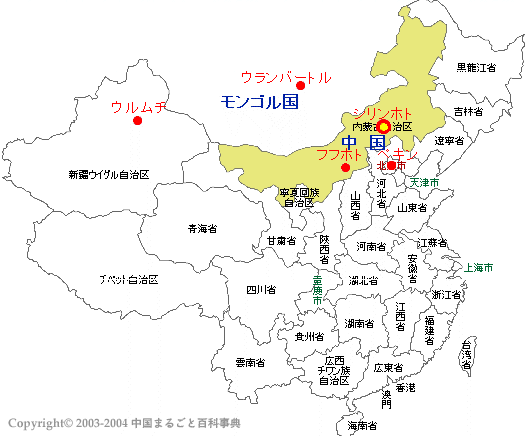 黒龍江省
ウランバートル
モンゴル国
ウルムチ
吉林省
シリンホト
内蒙古自治区
中国
遼寧省
フフホト
ペキン
北京市
新疆ウイグル自治区
寧夏回族
自治区
河北省
天津市
山西省
山東省
青海省
甘粛省
陝西省
河南省
江蘇省
安徽省
上海市
チベット自治区
四川省
重慶市
湖北省
浙江省
江西省
湖南省
福建省
貴州省
台湾省
雲南省
広西
チワン族
自治区
広東省
香港
澳門
海南省
Copyright© 2003-2004 中国まるごと百科事典